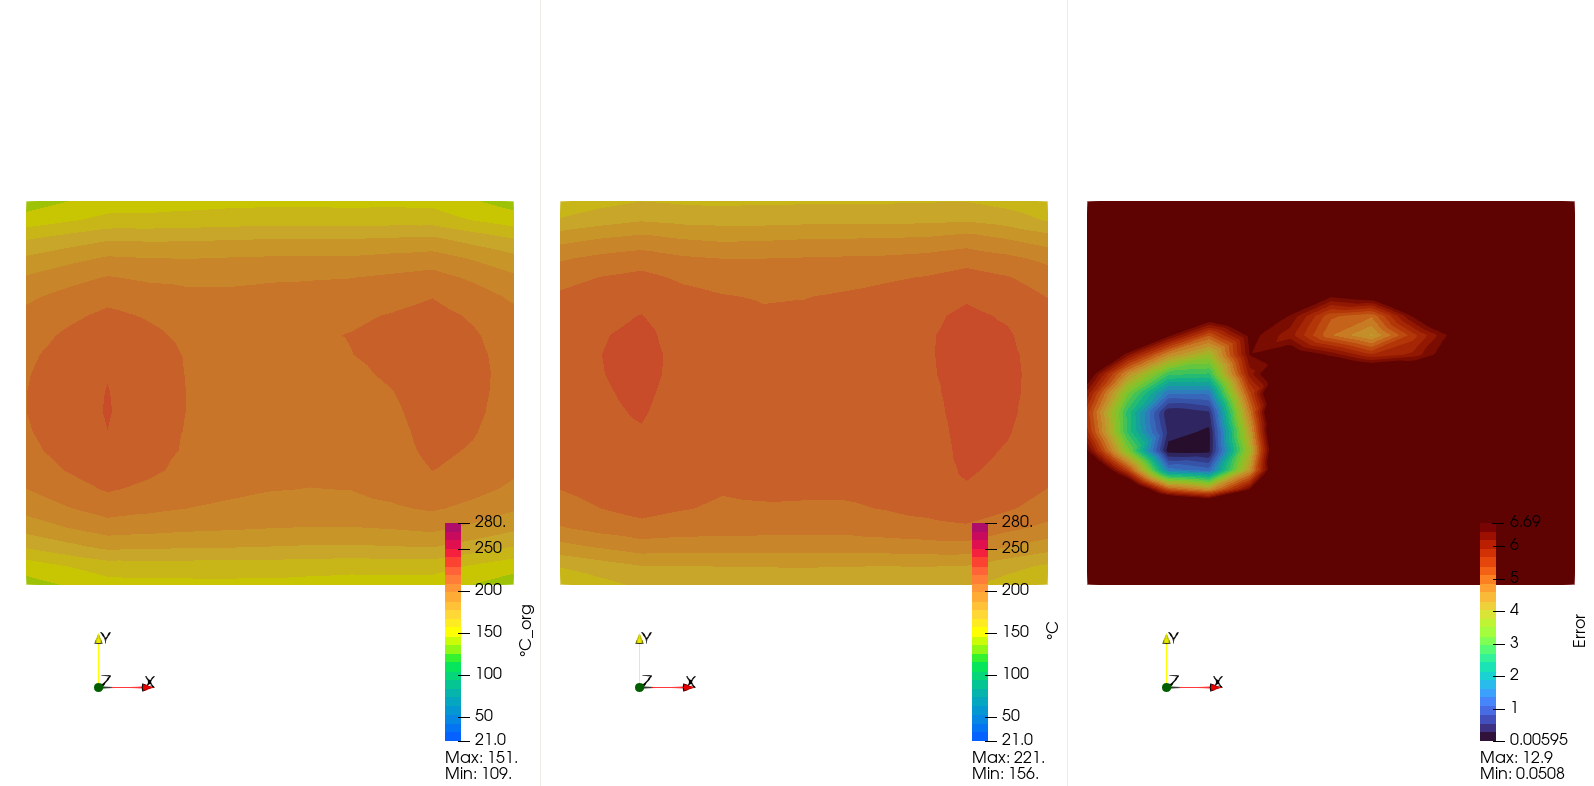 280.
250
200
150
100
50
21.0
°C_org
Max: 151.
Min: 109.
Y
Z
X
280.
250
200
150
100
50
21.0
°C
Max: 221.
Min: 156.
Y
Z
X
6.69
6
5
4
3
2
1
0.00595
Error
Max: 12.9
Min: 0.0508
Y
Z
X